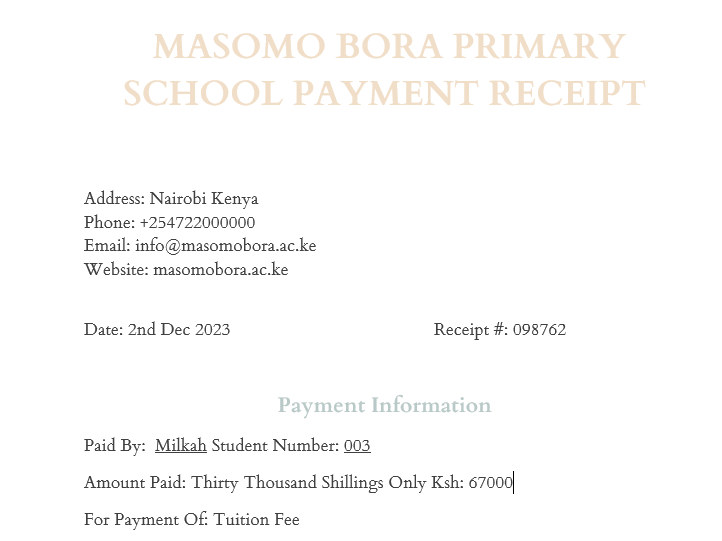 MASOMO BORA PRIMARY
SCHOOL PAYMENT RECEIPT
Address: Nairobi Kenya
Phone: +254722000000
Email: info@masomobora.ac.ke
Website: masomobora.ac.ke
Date: 2nd Dec 2023 Receipt #: 098762
Payment Information
Paid By: Milkah Student Number: 003
Amount Paid: Thirty Thousand Shillings Only Ksh: 67000
For Payment Of: Tuition Fee